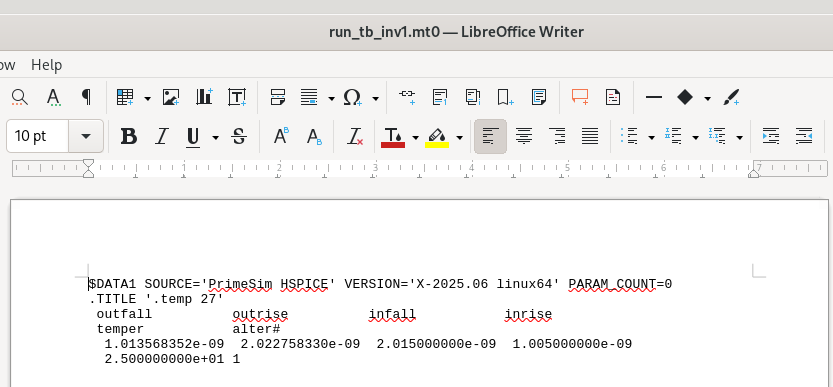 run_tb_inv1.mt0 — LibreOffice Writer
ow Help
10 pt
1 2 3 4 5 6 7
$DATA1 SOURCE='PrimeSim HSPICE' VERSION='X-2025.06 linux64' PARAM_COUNT=0
.TITLE '.temp 27'
outfall outrise infall inrise
temper alter#
1.013568352e-09 2.022758330e-09 2.015000000e-09 1.005000000e-09
2.500000000e+01 1